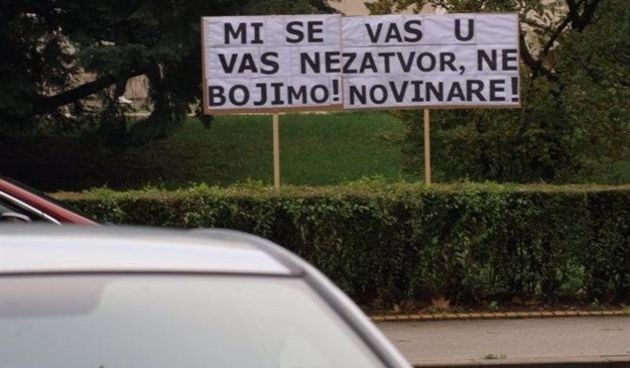 MI SE
VAS NE
BOJIMO!
VAS U
ZATVOR, NE
NOVINARE!